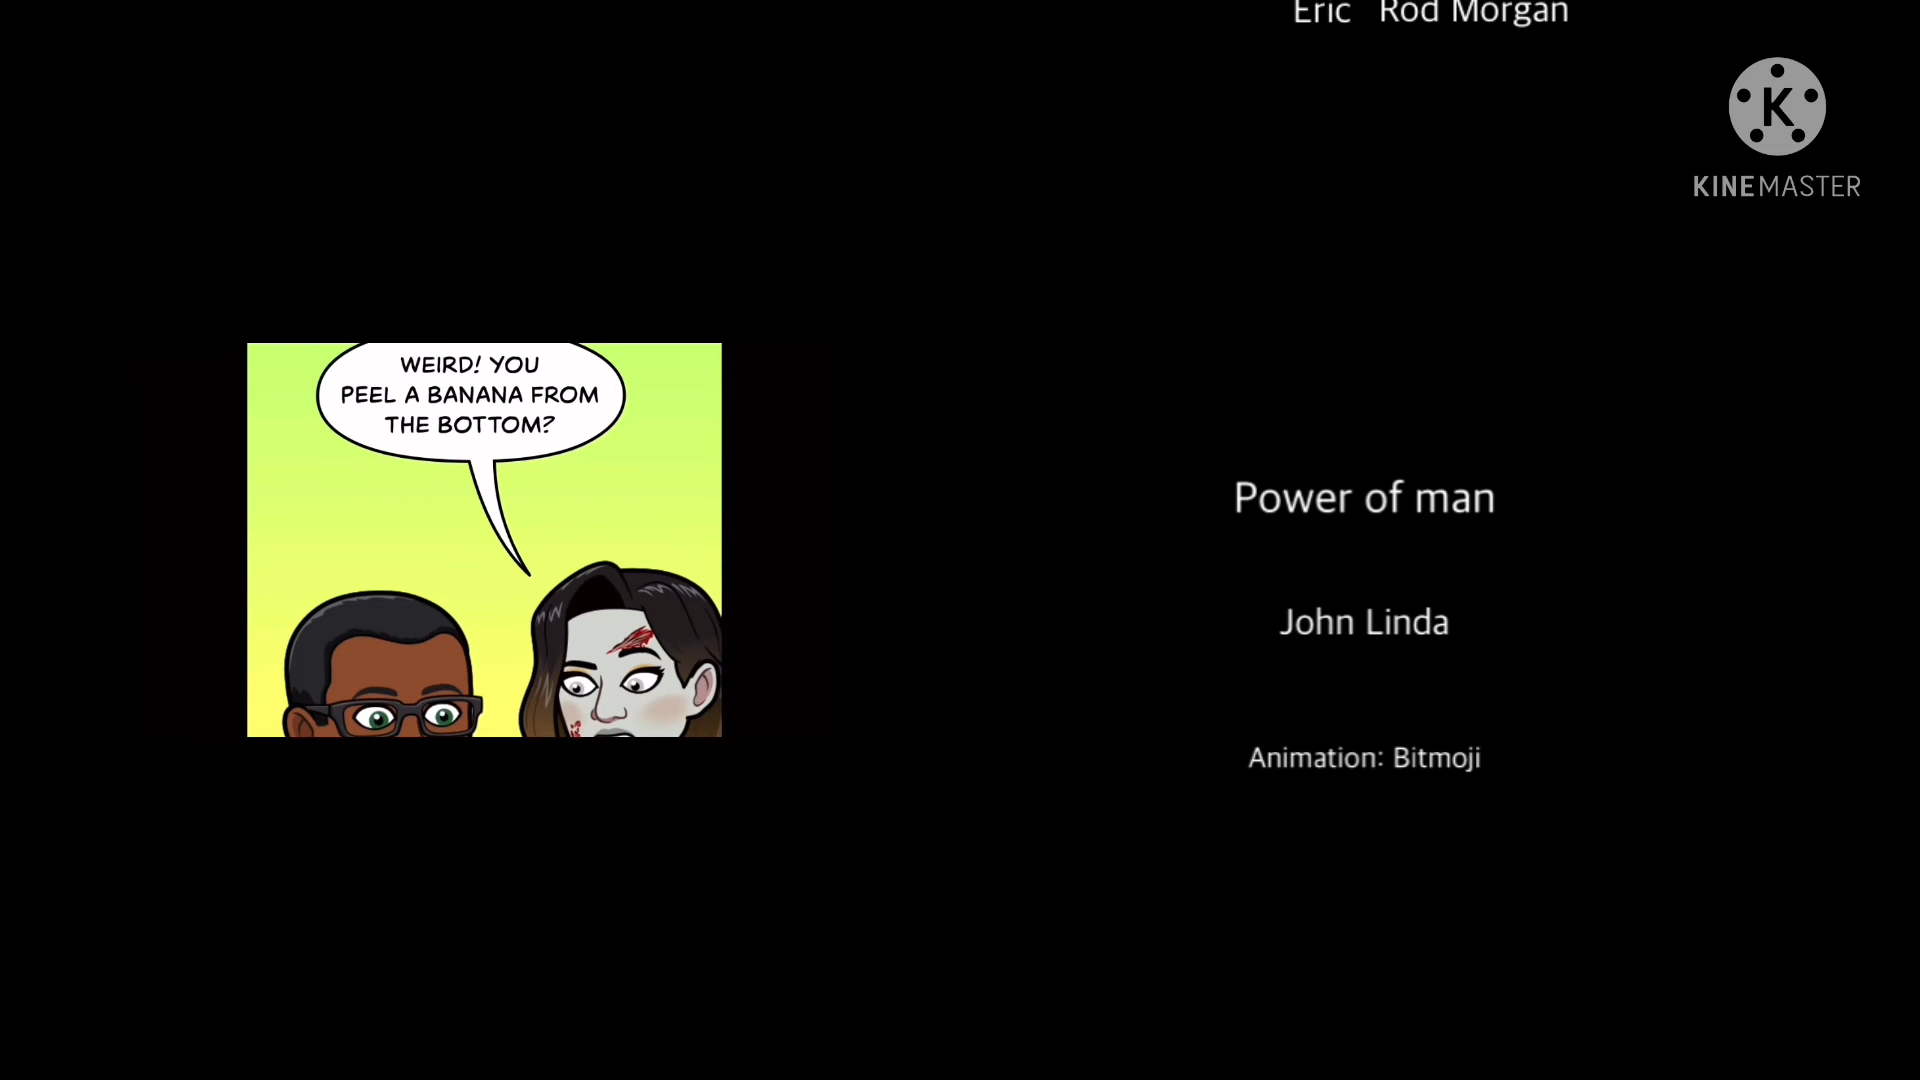 Eric Rod Morgan
K
KINEMASTER
WEIRD! YOU
PEEL A BANANA FROM
THE BOTTOM?
Power of man
John Linda
Animation: Bitmoji